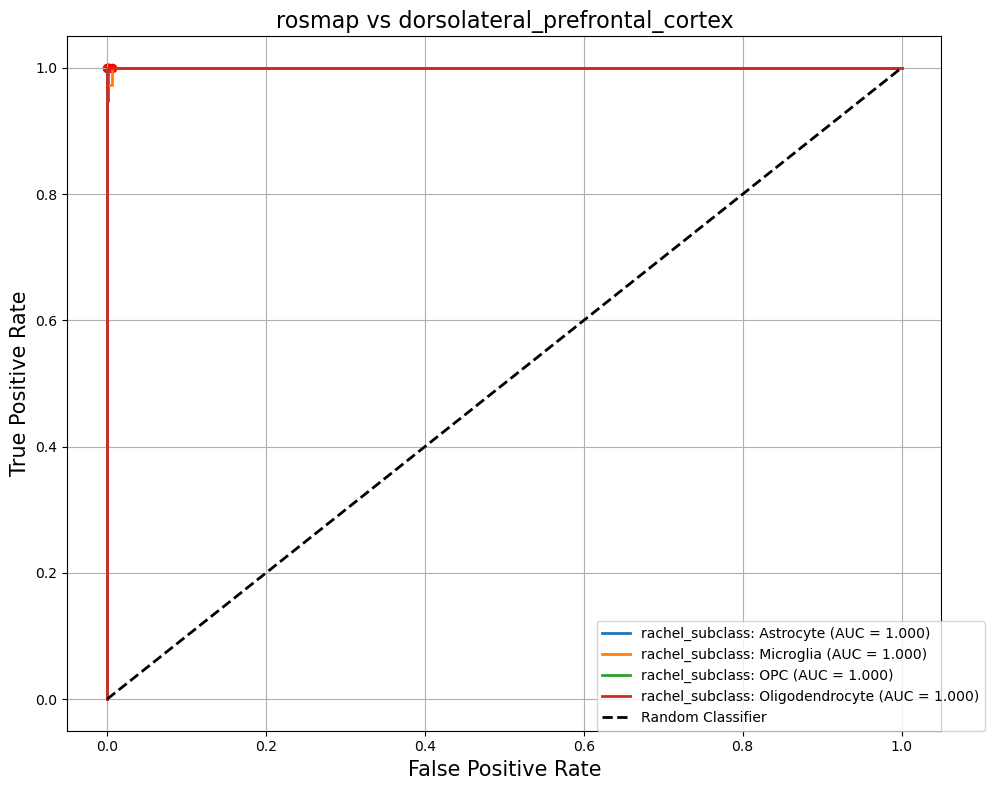 rosmap vs dorsolateral_prefrontal_cortex
True Positive Rate
1.0
0.8
0.6
0.4
0.2
0.0
rachel_subclass: Astrocyte (AUC = 1.000)
rachel_subclass: Microglia (AUC = 1.000)
rachel_subclass: OPC (AUC = 1.000)
rachel_subclass: Oligodendrocyte (AUC = 1.000)
Random Classifier
0.0 0.2 0.4 0.6 0.8 1.0
False Positive Rate